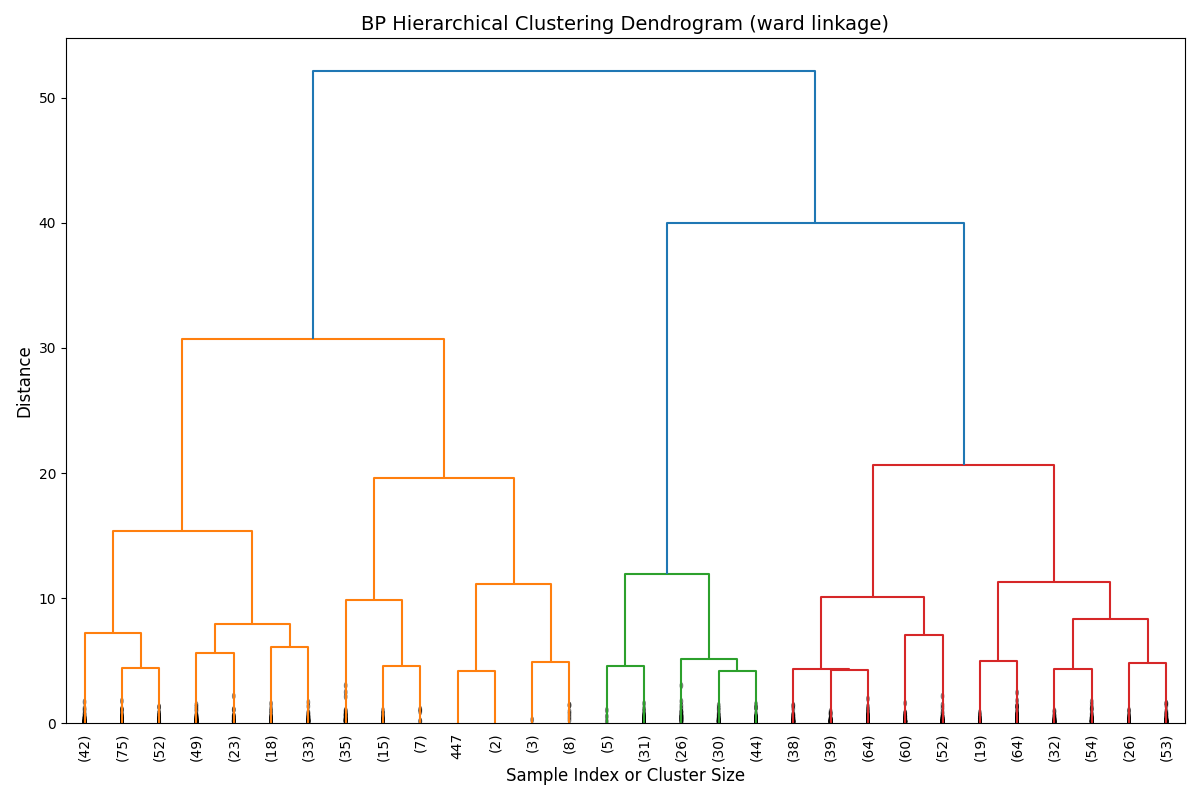 BP Hierarchical Clustering Dendrogram (ward linkage)
Distance
50
40
30
20
10
0
(42) (75) (52) (49) (23) (18) (33) (35) (15) (7) 447 (2) (3) (8) (5) (31) (26) (30) (44) (38) (39) (64) (60) (52) (19) (64) (32) (54) (26) (53)
Sample Index or Cluster Size